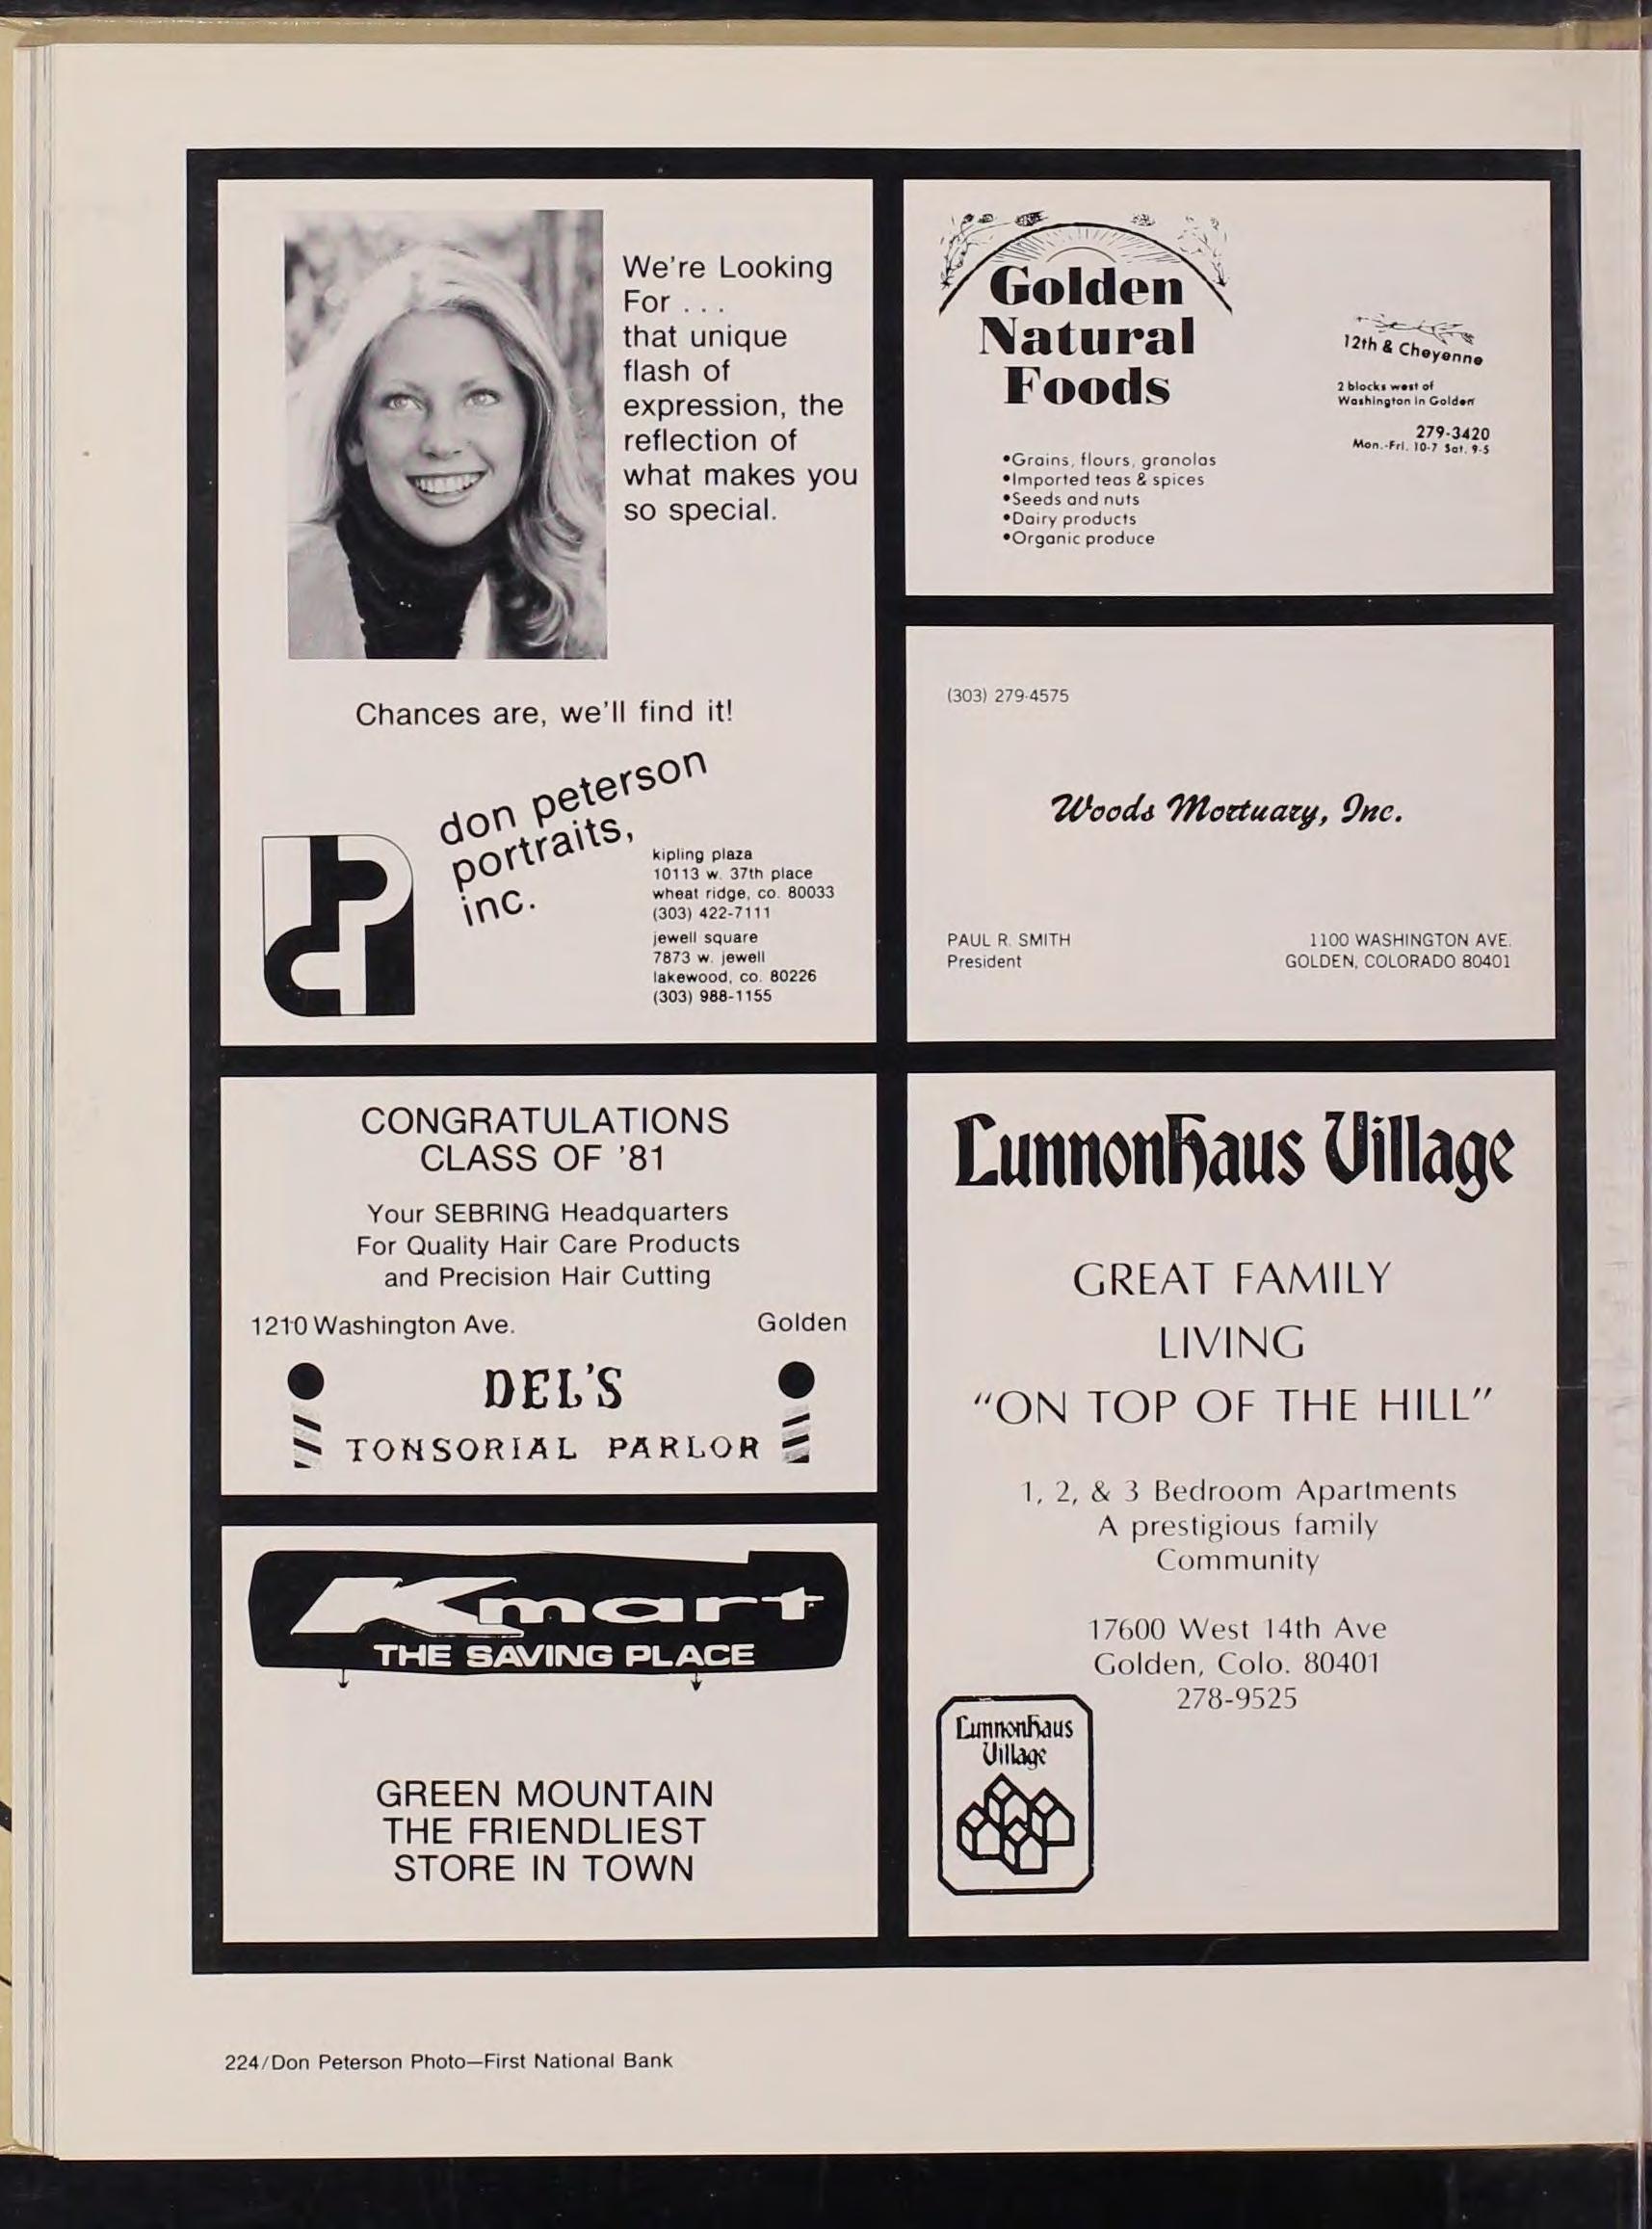 We're Looking
For . . .
that unique
flash of
expression, the
reflection of
what makes you
so special.
Chances are, we'll find it!
don peterson
portraits,
inc.
kipling plaza
10113 w. 37th place
wheat ridge, co. 80033
(303) 422-7111
jewell square
7873 w. jewell
lakewood, co. 80226
(303) 988-1155
Golden
Natural
Foods
•Grains, flours, granolas
•Imported teas & spices
•Seeds and nuts
•Dairy products
•Organic produce
12th & Cheyenne
2 blocks west of
Washington in Golden
279-3420
Mon.-Fri. 10-7 Sat. 9-5
(303) 279-4575
Woods Mortuary, Inc.
PAUL R. SMITH
President
1100 WASHINGTON AVE.
GOLDEN, COLORADO 80401
CONGRATULATIONS
CLASS OF '81
Your SEBRING Headquarters
For Quality Hair Care Products
and Precision Hair Cutting
1210 Washington Ave. Golden
DEL'S
TONSORIAL PARLOR
Kmart
THE SAVING PLACE
GREEN MOUNTAIN
THE FRIENDLIEST
STORE IN TOWN
Lunnonhaus Village
GREAT FAMILY
LIVING
"ON TOP OF THE HILL"
1, 2, & 3 Bedroom Apartments
A prestigious family
Community
17600 West 14th Ave
Golden, Colo. 80401
278-9525
Lunnonhaus
Village
224/Don Peterson Photo—First National Bank